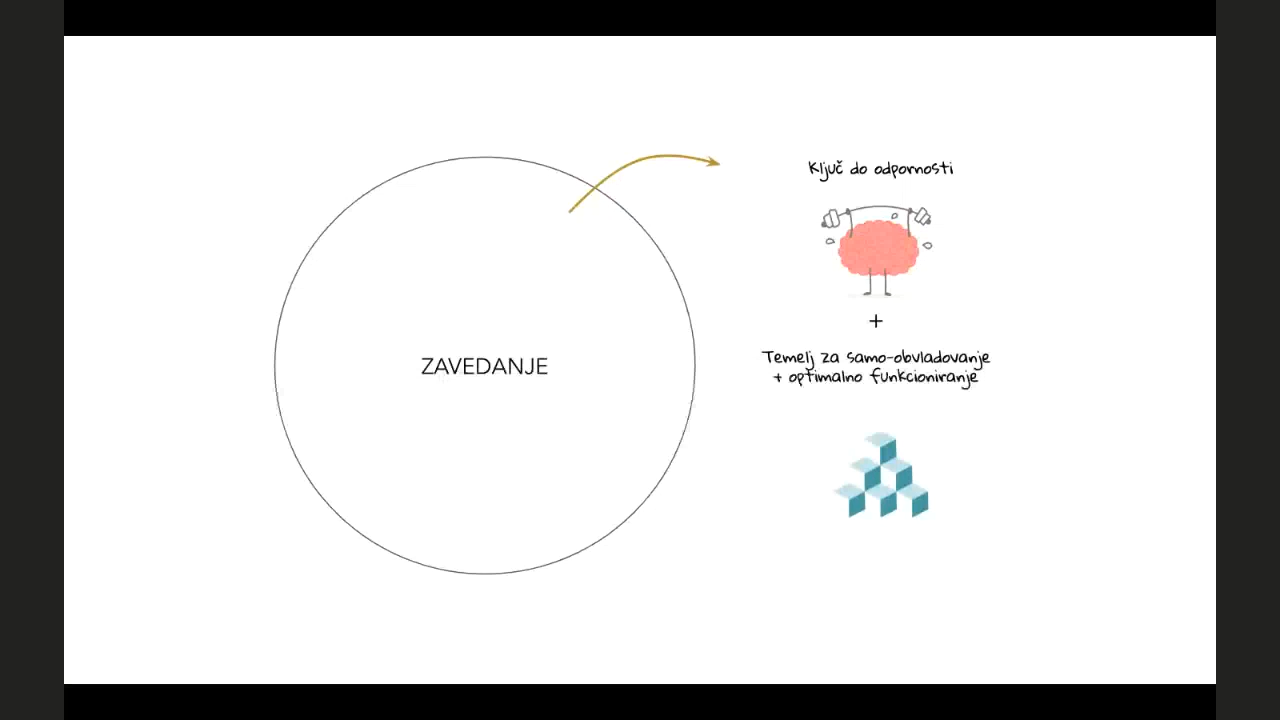 ZAVEDANJE
Ključ do odpornosti
+
Temelj za samo-obvladovanje
+ optimalno funkcioniranje